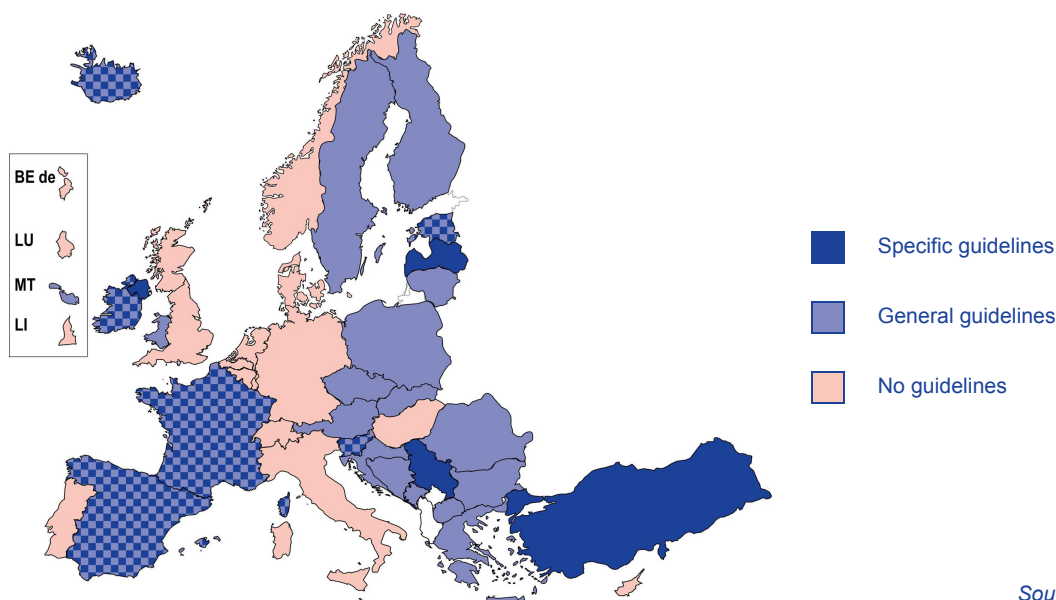 BE de
LU
MT
LI
Specific guidelines
General guidelines
No guidelines
Sou